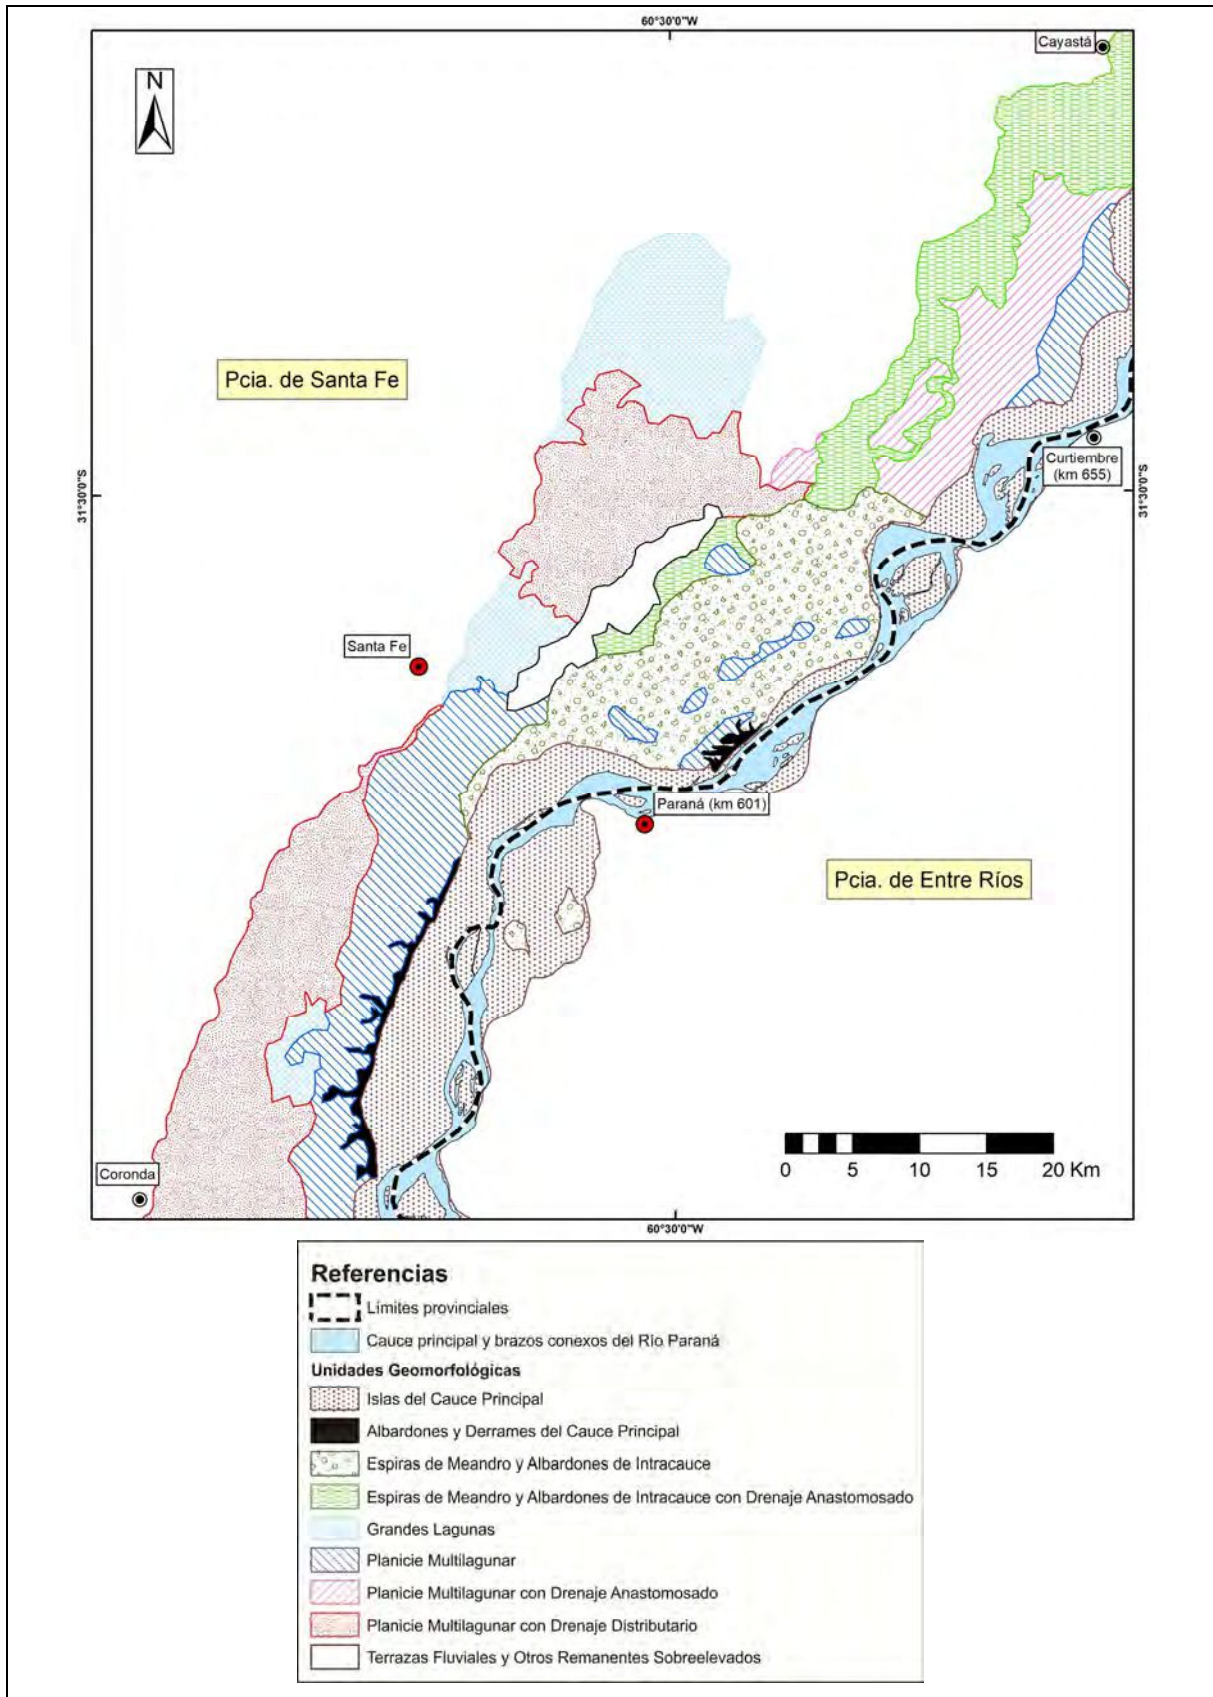 60°30'0"W
Cayastá
N
Pcia. de Santa Fe
Curtiembre
(km 655)
31°30'0"S
31°30'0"S
Santa Fe
Paraná (km 601)
Pcia. de Entre Ríos
Coronda
0 5 10 15 20 Km
60°30'0"W
Referencias
Límites provinciales
Cauce principal y brazos conexos del Río Paraná
Unidades Geomorfológicas
Islas del Cauce Principal
Albardones y Derrames del Cauce Principal
Espiras de Meandro y Albardones de Intracauce
Espiras de Meandro y Albardones de Intracauce con Drenaje Anastomosado
Grandes Lagunas
Planicie Multilagunar
Planicie Multilagunar con Drenaje Anastomosado
Planicie Multilagunar con Drenaje Distributario
Terrazas Fluviales y Otros Remanentes Sobreelevados